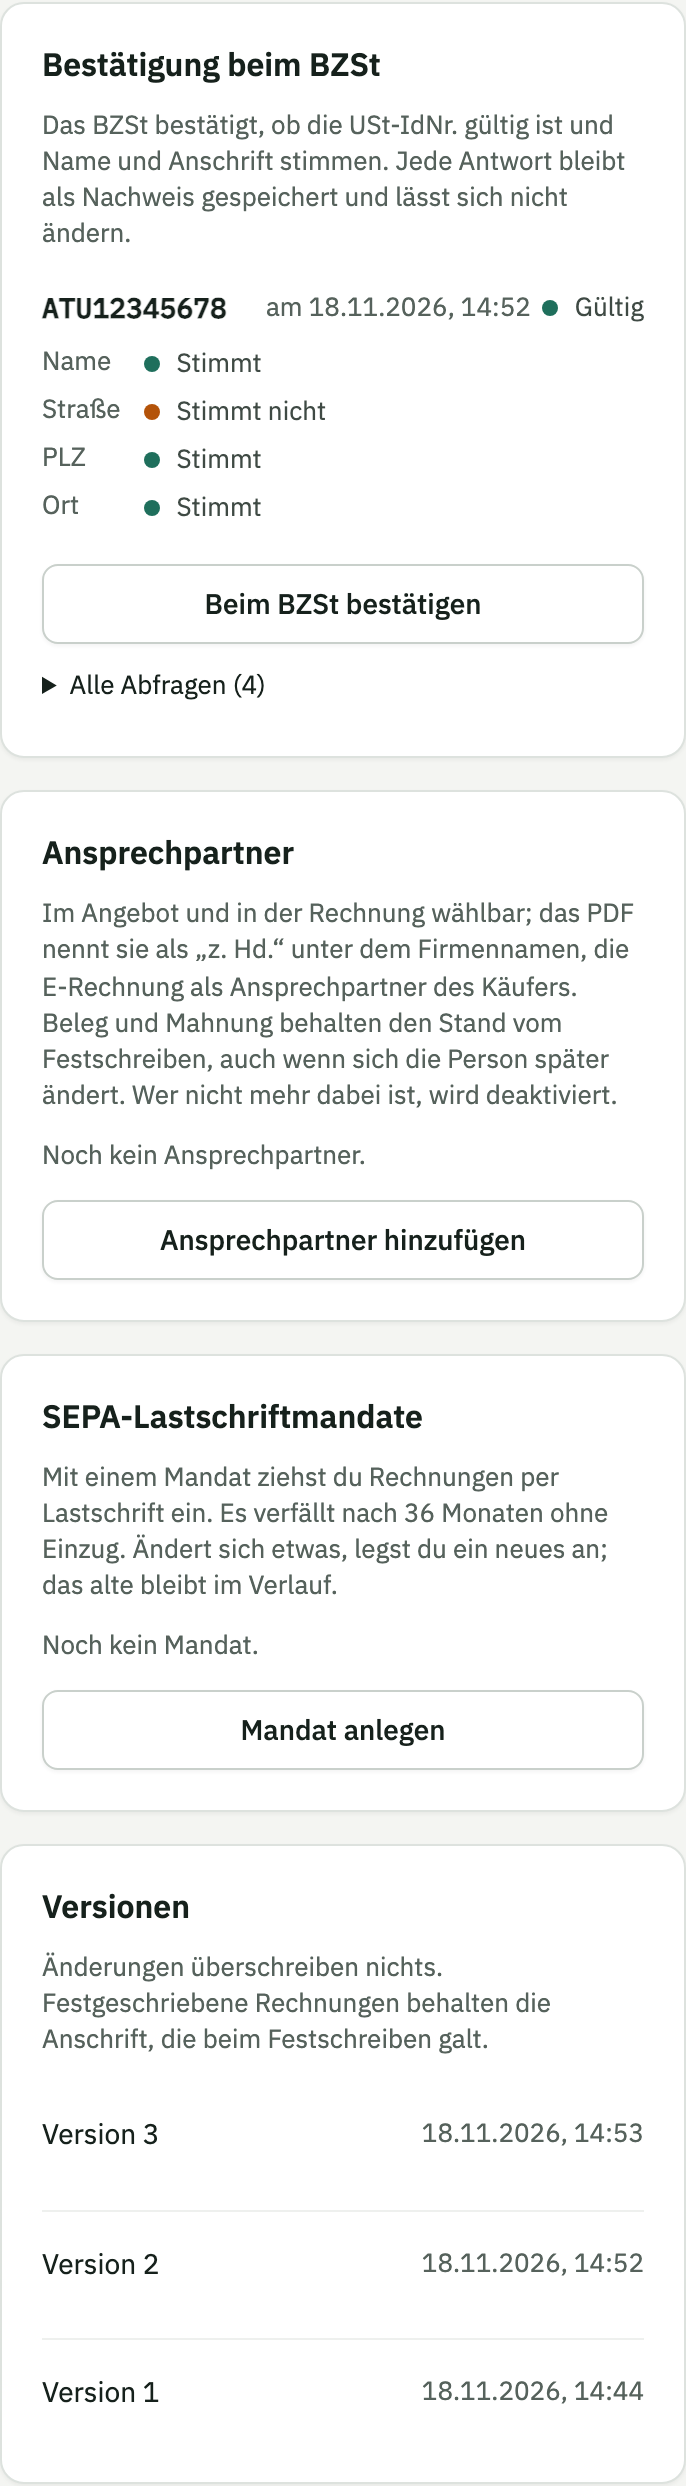 Bestätigung beim BZSt
Das BZSt bestätigt, ob die USt-IdNr. gültig ist und
Name und Anschrift stimmen. Jede Antwort bleibt
als Nachweis gespeichert und lässt sich nicht
ändern.
ATU12345678 am 18.11.2026, 14:52 Gültig
Name Stimmt
Straße Stimmt nicht
PLZ Stimmt
Ort Stimmt
Beim BZSt bestätigen
Alle Abfragen (4)
Ansprechpartner
Im Angebot und in der Rechnung wählbar; das PDF
nennt sie als „z. Hd.“ unter dem Firmennamen, die
E-Rechnung als Ansprechpartner des Käufers.
Beleg und Mahnung behalten den Stand vom
Festschreiben, auch wenn sich die Person später
ändert. Wer nicht mehr dabei ist, wird deaktiviert.
Noch kein Ansprechpartner.
Ansprechpartner hinzufügen
SEPA-Lastschriftmandate
Mit einem Mandat ziehst du Rechnungen per
Lastschrift ein. Es verfällt nach 36 Monaten ohne
Einzug. Ändert sich etwas, legst du ein neues an;
das alte bleibt im Verlauf.
Noch kein Mandat.
Mandat anlegen
Versionen
Änderungen überschreiben nichts.
Festgeschriebene Rechnungen behalten die
Anschrift, die beim Festschreiben galt.
Version 3 18.11.2026, 14:53
Version 2 18.11.2026, 14:52
Version 1 18.11.2026, 14:44